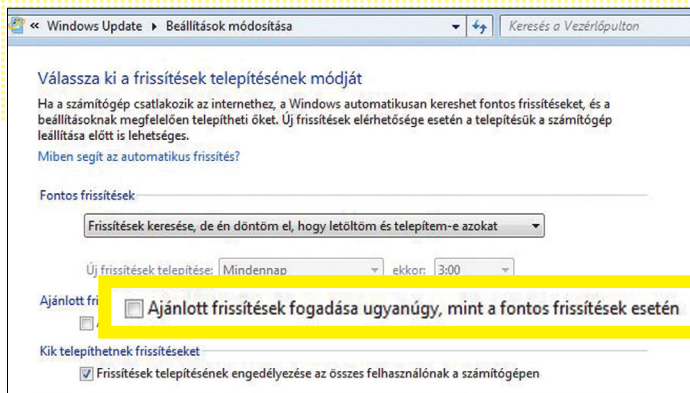 « Windows Update ▸ Beállítások módosítása
Keresés a Vezérlőpulton
Válassza ki a frissítések telepítésének módját
Ha a számítógép csatlakozik az internethez, a Windows automatikusan kereshet fontos frissítéseket, és a
beállításoknak megfelelően telepítheti őket. Új frissítések elérhetősége esetén a telepítésük a számítógép
leállítása előtt is lehetséges.
Miben segít az automatikus frissítés?
Fontos frissítések
Frissítések keresése, de én döntöm el, hogy letöltöm és telepítem-e azokat
Új frissítések telepítése: Mindennap ekkor: 3:00
Ajánlott
Ajánlott frissítések fogadása ugyanúgy, mint a fontos frissítések esetén
Kik telepíthetnek frissítéseket
Frissítések telepítésének engedélyezése az összes felhasználónak a számítógépen